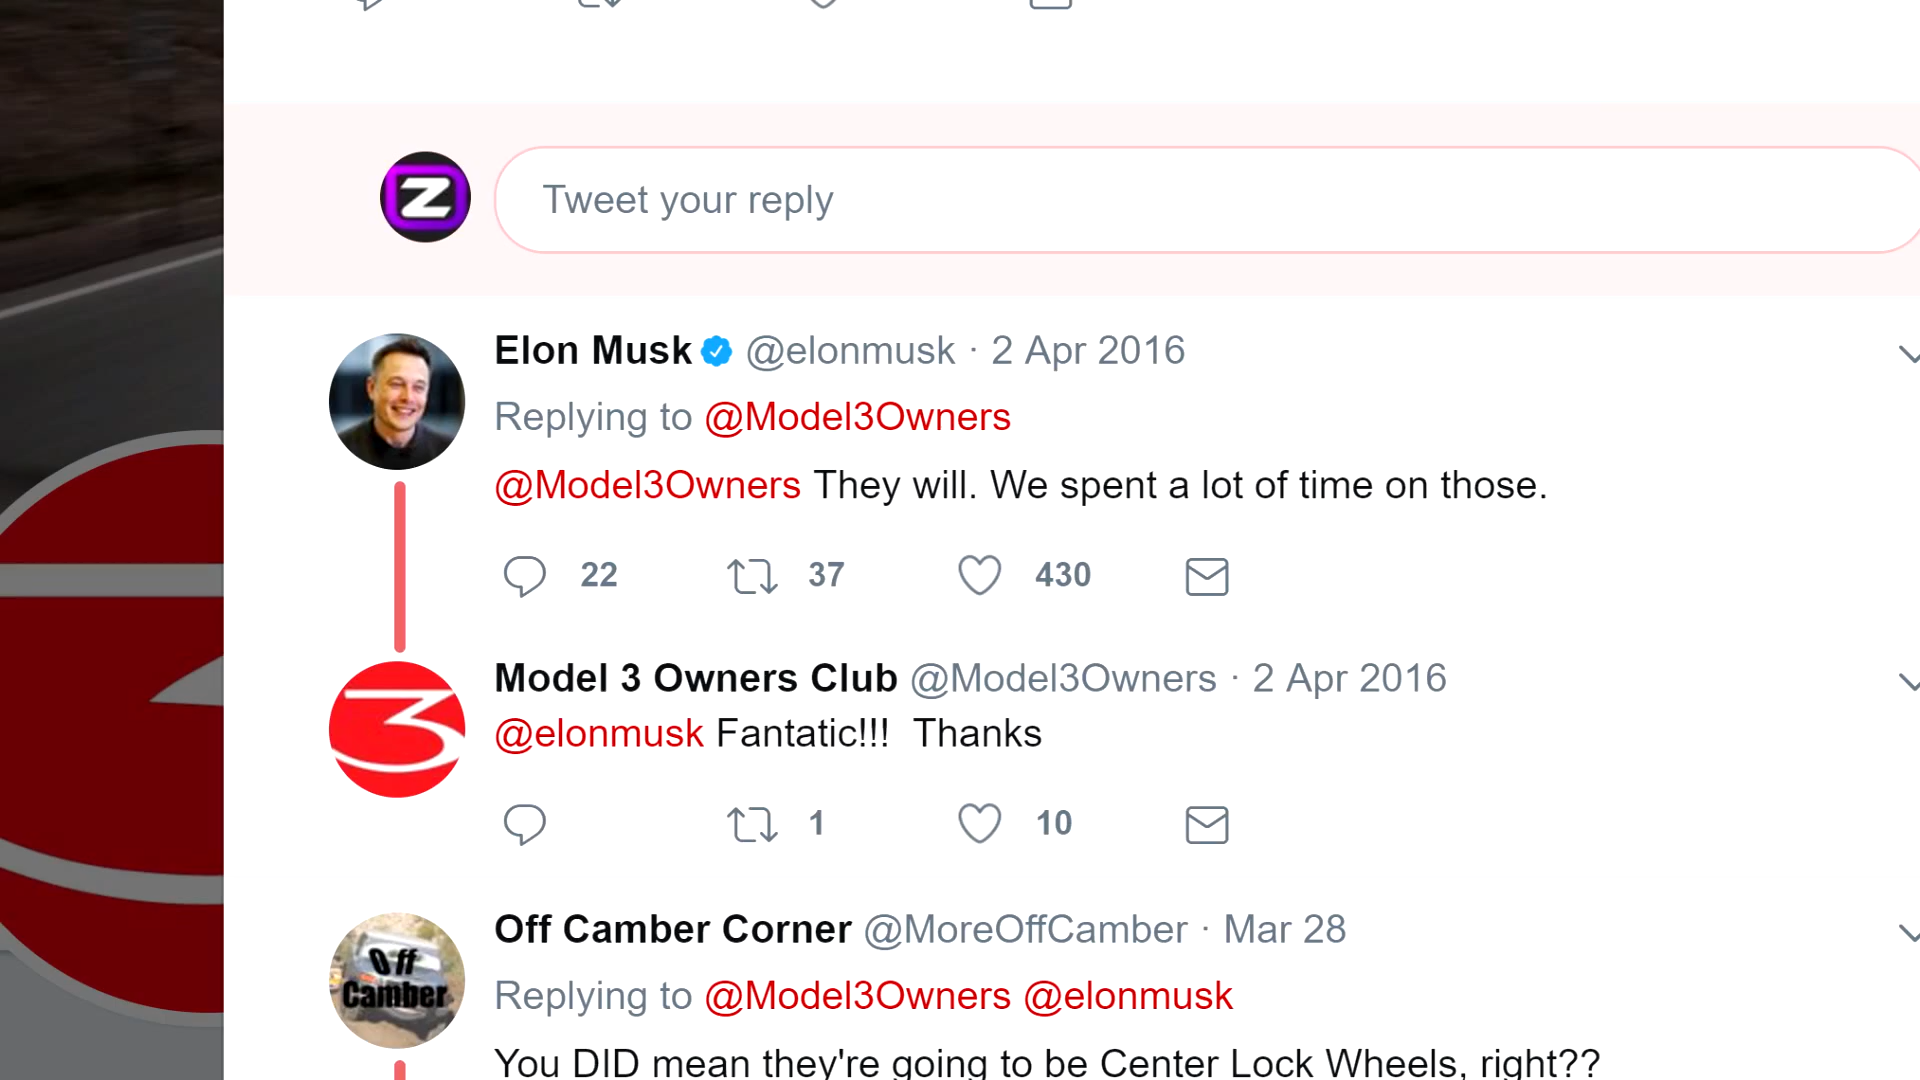 Tweet your reply
Elon Musk @elonmusk · 2 Apr 2016
Replying to @Model3Owners
@Model3Owners They will. We spent a lot of time on those.
22 37 430
Model 3 Owners Club @Model3Owners · 2 Apr 2016
@elonmusk Fantatic!!! Thanks
1 10
Off Camber Corner @MoreOffCamber · Mar 28
Off
Camber
Replying to @Model3Owners @elonmusk
You DID mean they're going to be Center Lock Wheels, right??